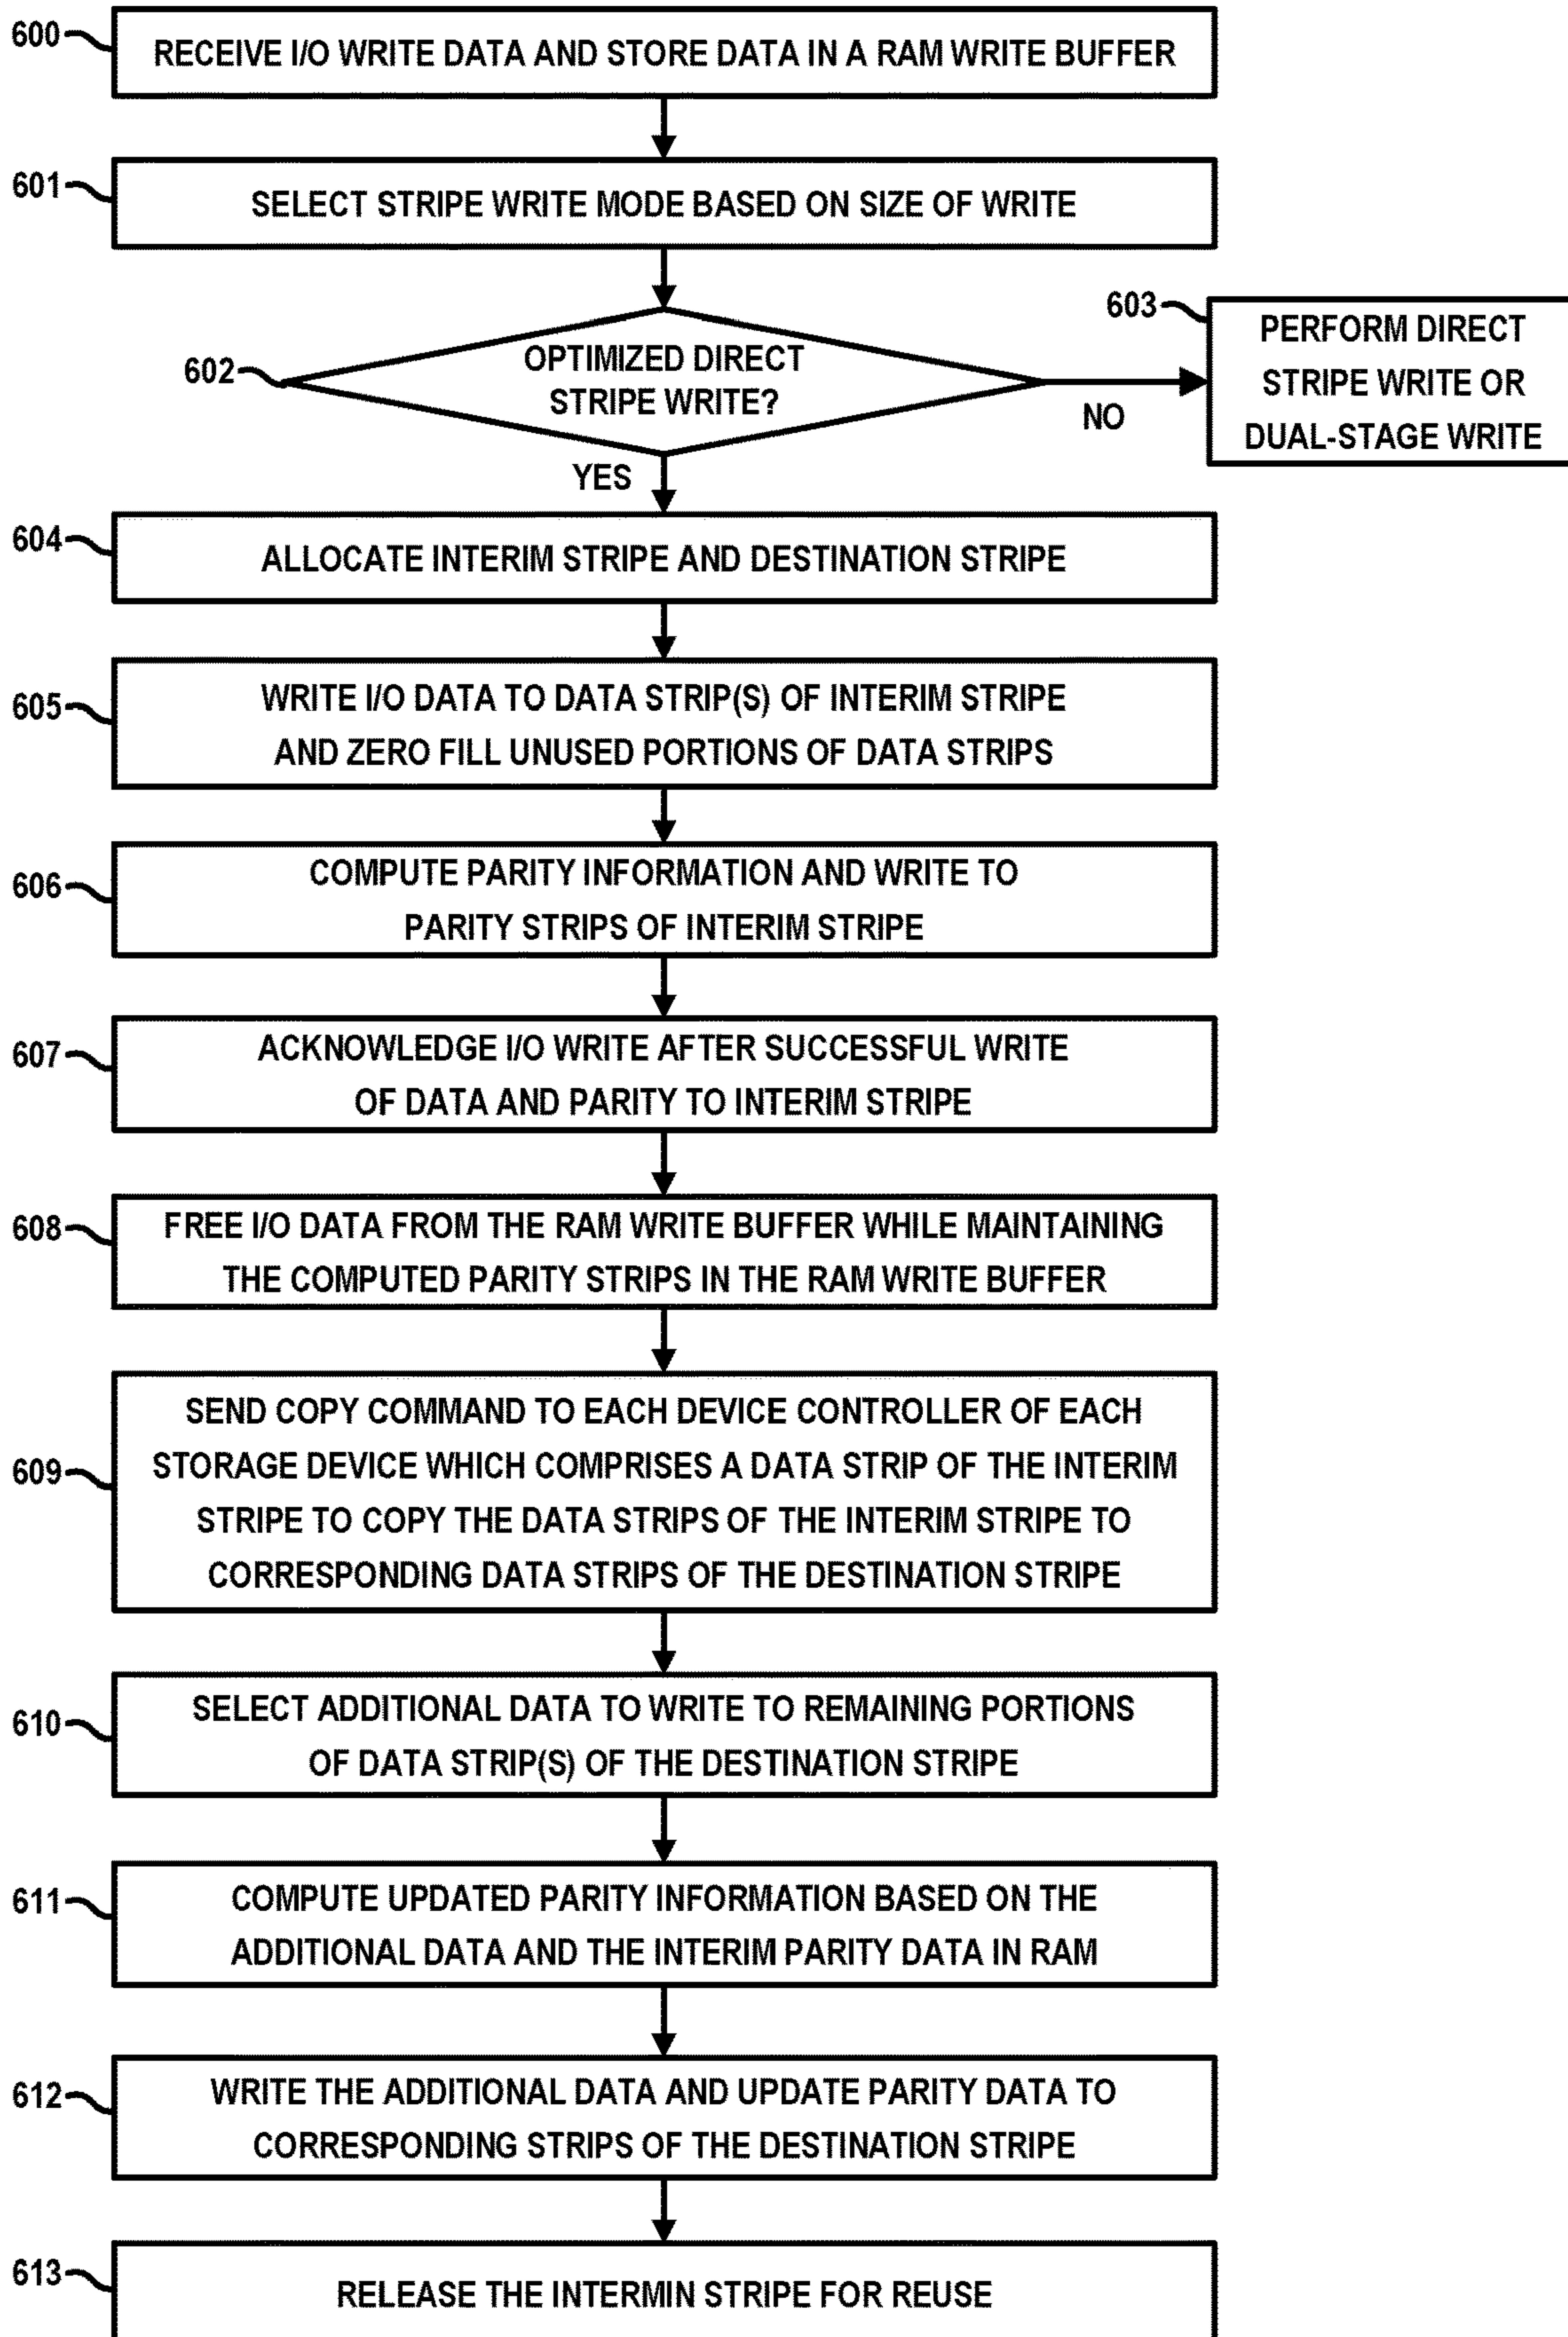 600
RECEIVE I/O WRITE DATA AND STORE DATA IN A RAM WRITE BUFFER
601
SELECT STRIPE WRITE MODE BASED ON SIZE OF WRITE
602
OPTIMIZED DIRECT
STRIPE WRITE?
NO
YES
603
PERFORM DIRECT
STRIPE WRITE OR
DUAL-STAGE WRITE
604
ALLOCATE INTERIM STRIPE AND DESTINATION STRIPE
605
WRITE I/O DATA TO DATA STRIP(S) OF INTERIM STRIPE
AND ZERO FILL UNUSED PORTIONS OF DATA STRIPS
606
COMPUTE PARITY INFORMATION AND WRITE TO
PARITY STRIPS OF INTERIM STRIPE
607
ACKNOWLEDGE I/O WRITE AFTER SUCCESSFUL WRITE
OF DATA AND PARITY TO INTERIM STRIPE
608
FREE I/O DATA FROM THE RAM WRITE BUFFER WHILE MAINTAINING
THE COMPUTED PARITY STRIPS IN THE RAM WRITE BUFFER
609
SEND COPY COMMAND TO EACH DEVICE CONTROLLER OF EACH
STORAGE DEVICE WHICH COMPRISES A DATA STRIP OF THE INTERIM
STRIPE TO COPY THE DATA STRIPS OF THE INTERIM STRIPE TO
CORRESPONDING DATA STRIPS OF THE DESTINATION STRIPE
610
SELECT ADDITIONAL DATA TO WRITE TO REMAINING PORTIONS
OF DATA STRIP(S) OF THE DESTINATION STRIPE
611
COMPUTE UPDATED PARITY INFORMATION BASED ON THE
ADDITIONAL DATA AND THE INTERIM PARITY DATA IN RAM
612
WRITE THE ADDITIONAL DATA AND UPDATE PARITY DATA TO
CORRESPONDING STRIPS OF THE DESTINATION STRIPE
613
RELEASE THE INTERMIN STRIPE FOR REUSE